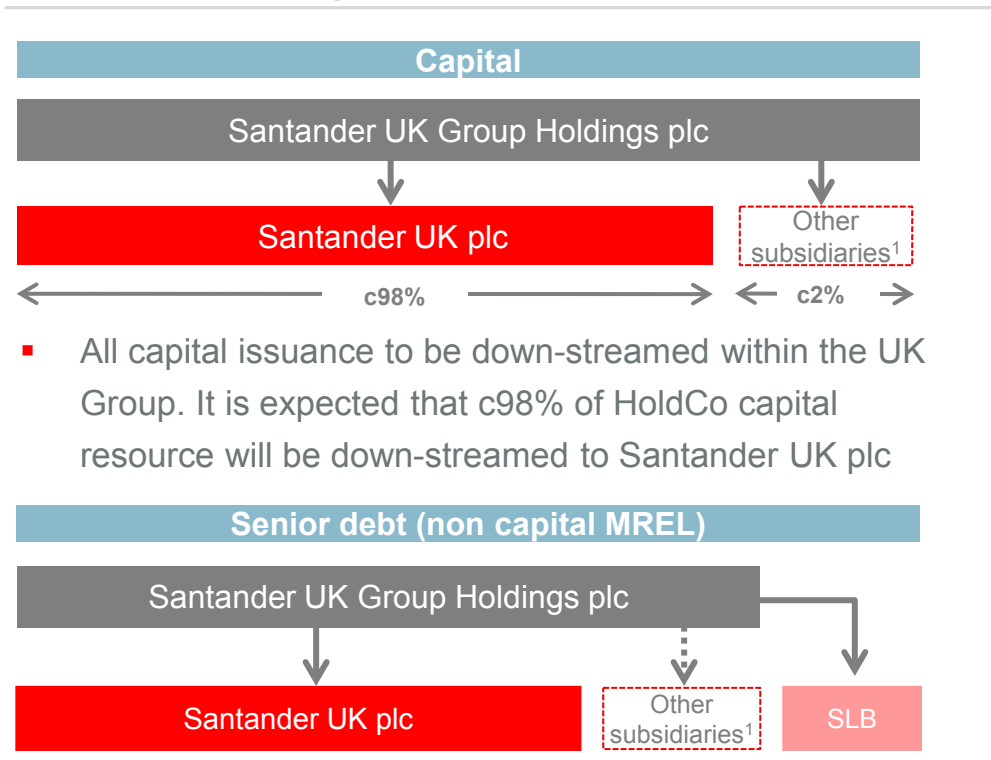 Capital
Santander UK Group Holdings plc
Santander UK plc
Other
subsidiaries¹
c98%
c2%
▪ All capital issuance to be down-streamed within the UK
Group. It is expected that c98% of HoldCo capital
resource will be down-streamed to Santander UK plc
Senior debt (non capital MREL)
Santander UK Group Holdings plc
Santander UK plc
Other
subsidiaries¹
SLB